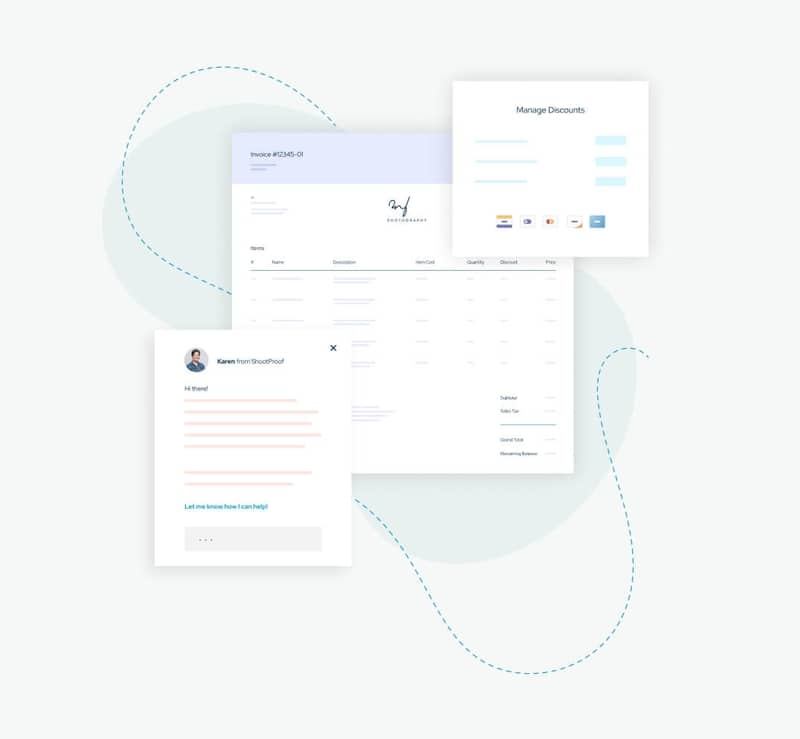 Manage Discounts
Invoice #12345-01
PHOTOGRAPHY
Items
# Name Description Item Cost Quantity Discount Price
Karen from ShootProof
Hi there!
Let me know how I can help!
...
Subtotal
Sales Tax
Grand Total
Remaining Balance